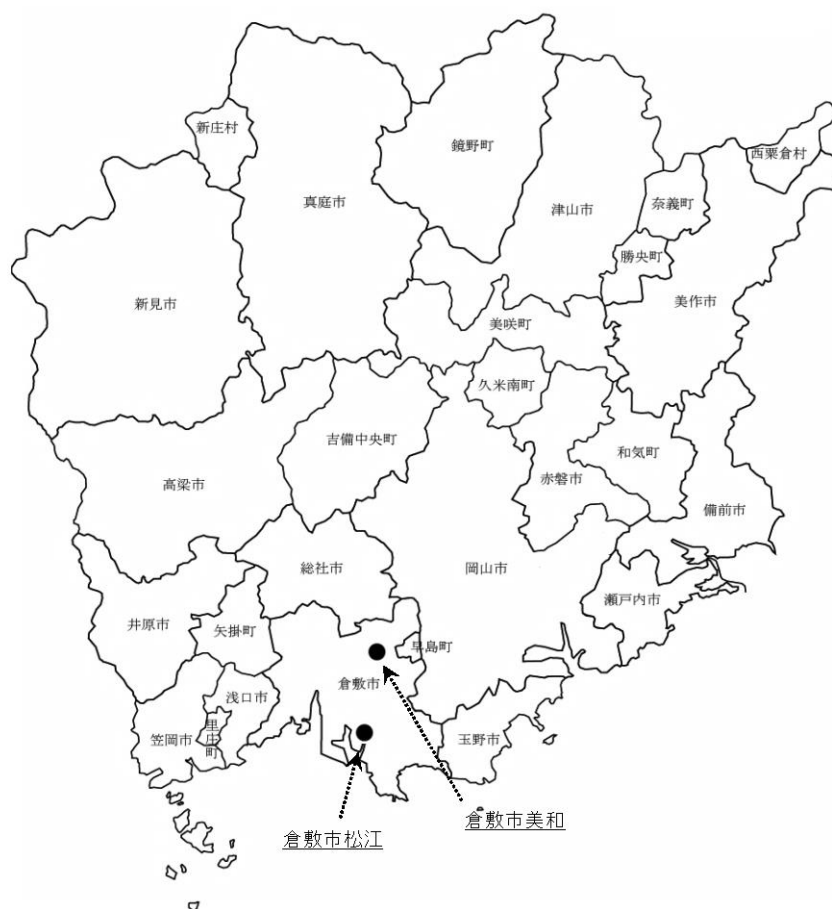 新庄村
鏡野町
西粟倉村
真庭市
津山市
奈義町
勝央町
新見市
美作市
美咲町
久米南町
吉備中央町
和気町
高梁市
赤磐市
備前市
総社市
岡山市
瀬戸内市
井原市
矢掛町
早島町
倉敷市
浅口市
里庄町
笠岡市
玉野市
倉敷市美和
倉敷市松江